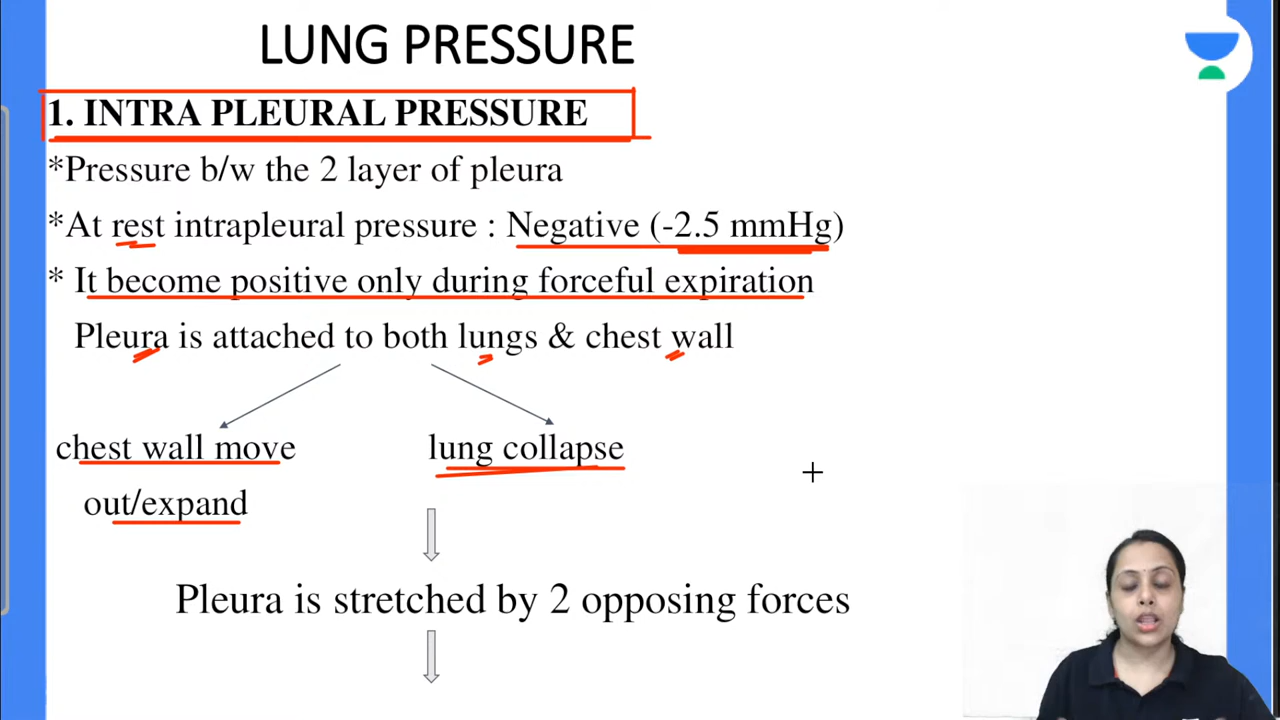 LUNG PRESSURE
1. INTRA PLEURAL PRESSURE
*Pressure b/w the 2 layer of pleura
*At rest intrapleural pressure : Negative (-2.5 mmHg)
* It become positive only during forceful expiration
Pleura is attached to both lungs & chest wall
chest wall move
out/expand
lung collapse
Pleura is stretched by 2 opposing forces